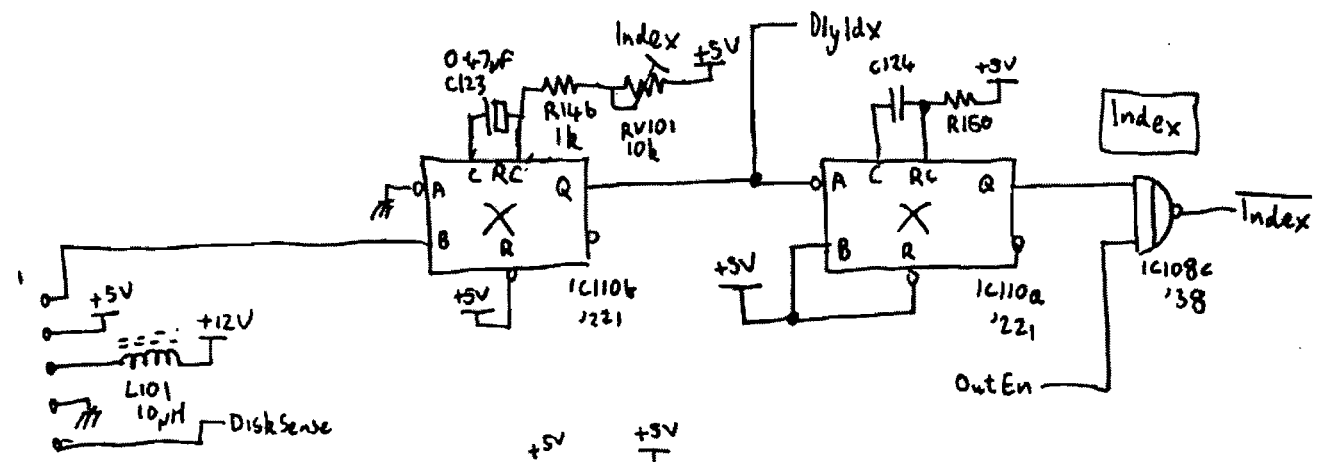 DlyIdx
Index
+5V
0.47µF
C123
R146
1k
RV101
10k
C124
+5V
R150
Index
C RC
A
Q
X
B
R
+5V
IC110b
'221
C RC
A
Q
X
B
R
+5V
IC110a
'221
Index
IC108c
'38
OutEn
+5V
+12V
L101
10µH
DiskSense
+5V
+5V